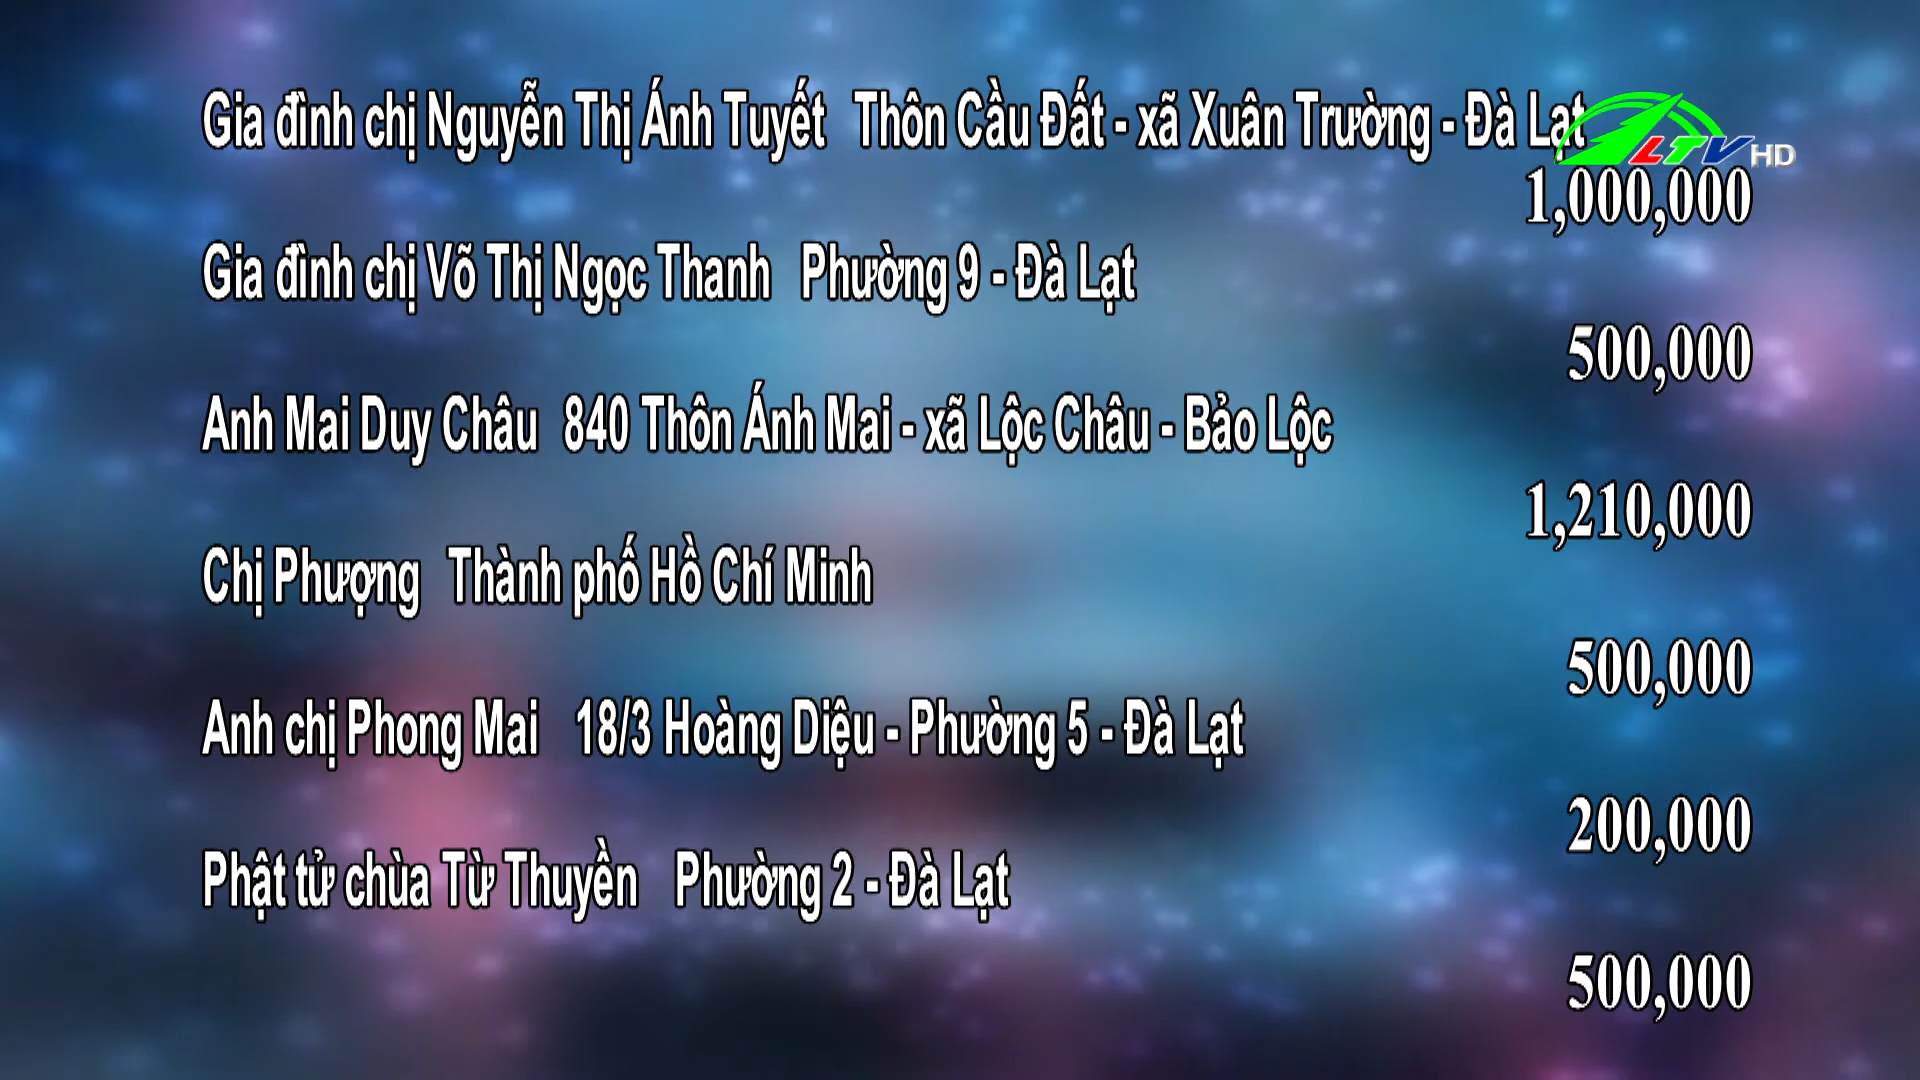 Gia đình chị Nguyễn Thị Ánh Tuyết Thôn Cầu Đất - xã Xuân Trường - Đà Lạt
LTV HD
1,000,000
Gia đình chị Võ Thị Ngọc Thanh Phường 9 - Đà Lạt
500,000
Anh Mai Duy Châu 840 Thôn Ánh Mai - xã Lộc Châu - Bảo Lộc
1,210,000
Chị Phượng Thành phố Hồ Chí Minh
500,000
Anh chị Phong Mai 18/3 Hoàng Diệu - Phường 5 - Đà Lạt
200,000
Phật tử chùa Từ Thuyền Phường 2 - Đà Lạt
500,000